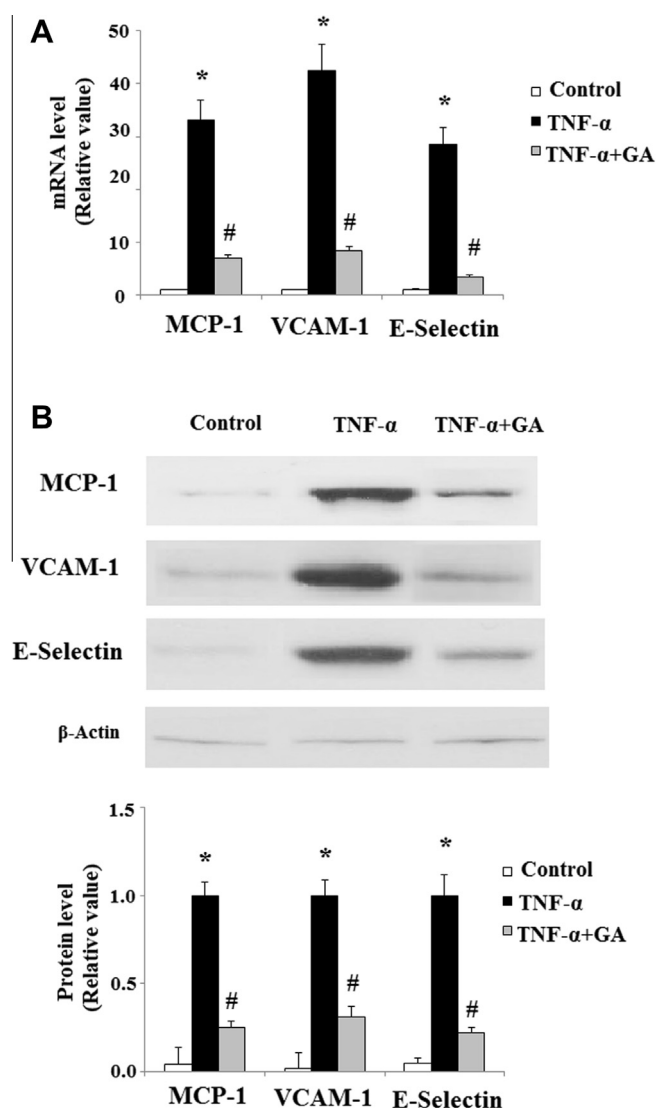 A
50
40
30
20
10
0
mRNA level
(Relative value)
*
*
*
#
#
#
Control
TNF-α
TNF-α+GA
MCP-1 VCAM-1 E-Selectin
B
Control TNF-α TNF-α+GA
MCP-1
VCAM-1
E-Selectin
β-Actin
1.5
1.0
0.5
0.0
Protein level
(Relative value)
*
*
*
#
#
#
Control
TNF-α
TNF-α+GA
MCP-1 VCAM-1 E-Selectin